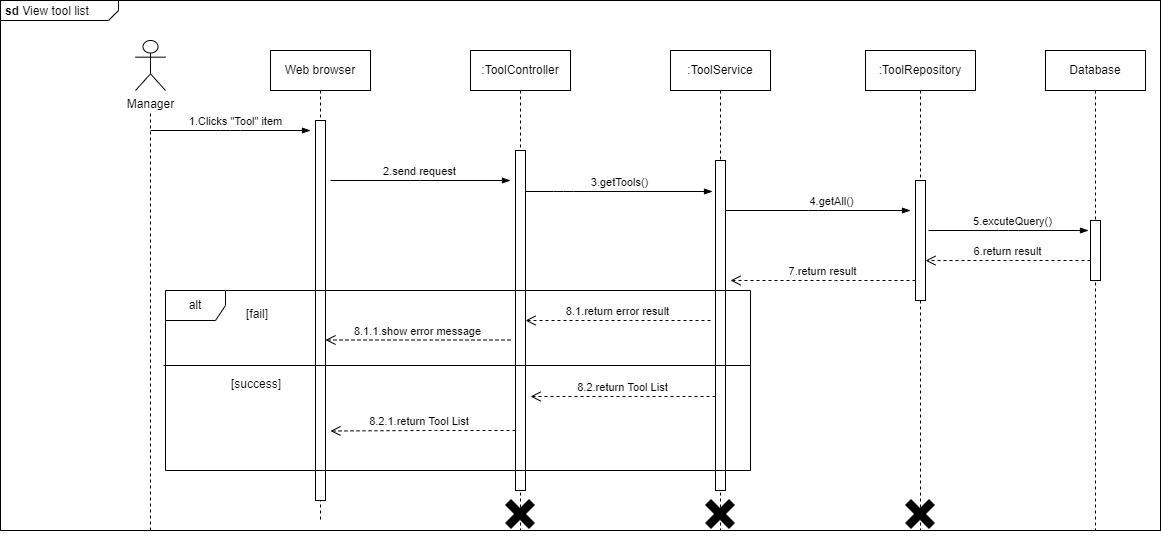 sd View tool list
Manager
Web browser
:ToolController
:ToolService
:ToolRepository
Database
1.Clicks "Tool" item
2.send request
3.getTools()
4.getAll()
5.excuteQuery()
6.return result
7.return result
alt
[fail]
8.1.return error result
8.1.1.show error message
[success]
8.2.return Tool List
8.2.1.return Tool List